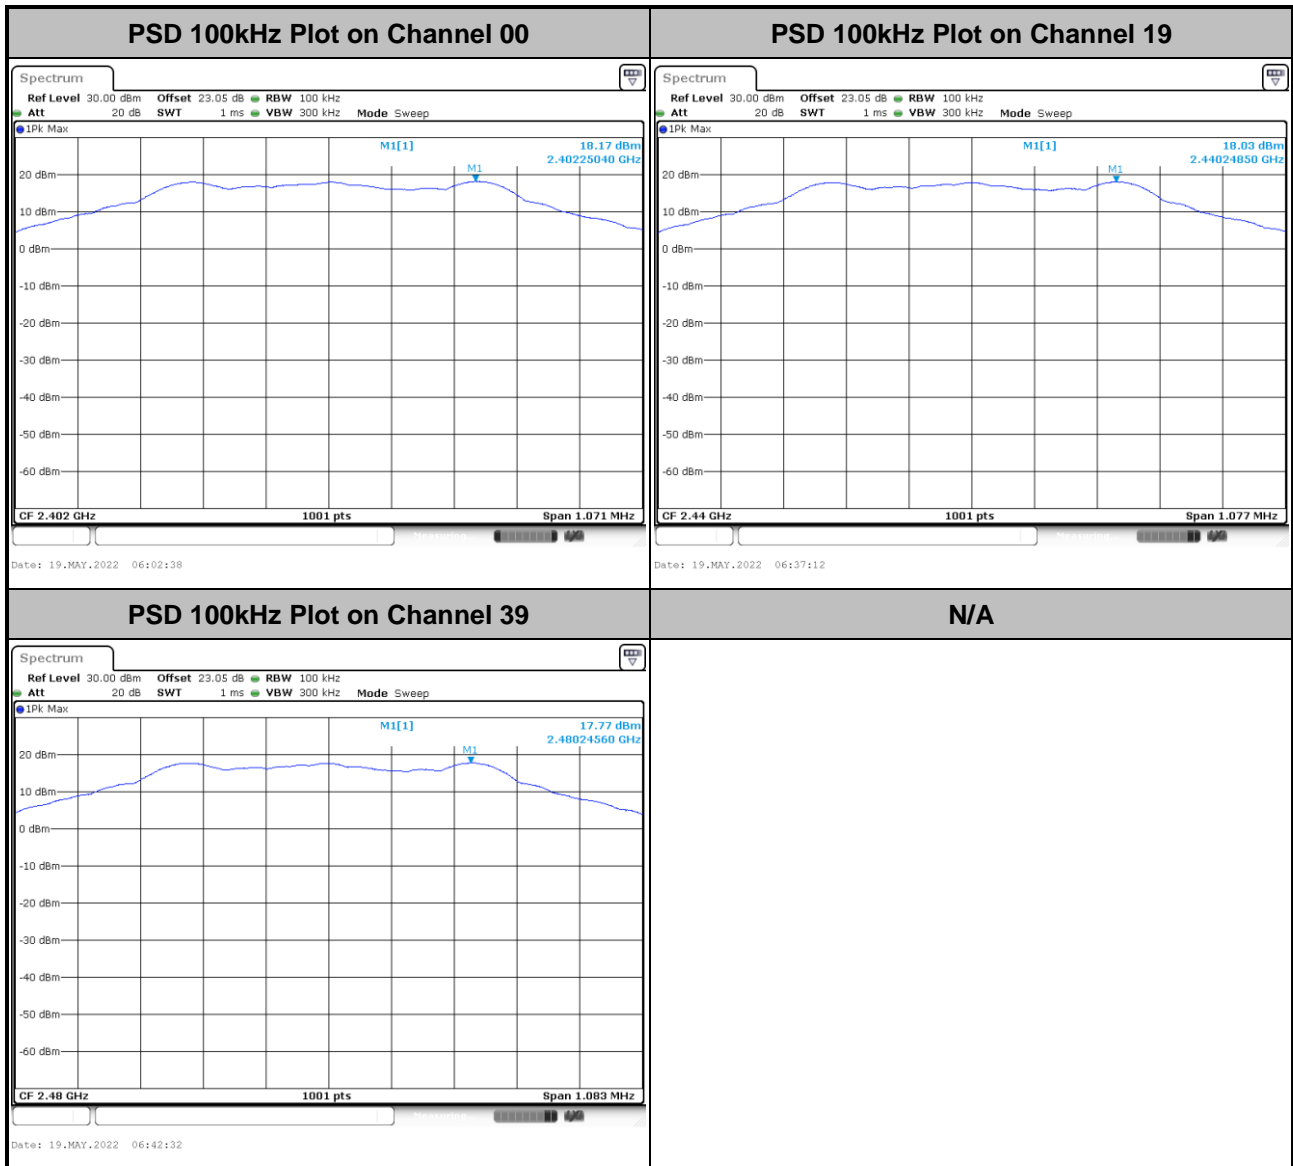 PSD 100kHz Plot on Channel 00
Spectrum
Ref Level 30.00 dBm Offset 23.05 dB RBW 100 kHz
Att 20 dB SWT 1 ms VBW 300 kHz Mode Sweep
1Pk Max
M1[1] 18.17 dBm
2.40225040 GHz
M1
20 dBm
10 dBm
0 dBm
-10 dBm
-20 dBm
-30 dBm
-40 dBm
-50 dBm
-60 dBm
CF 2.402 GHz 1001 pts Span 1.071 MHz
Measuring...
Date: 19.MAY.2022 06:02:38
PSD 100kHz Plot on Channel 19
Spectrum
Ref Level 30.00 dBm Offset 23.05 dB RBW 100 kHz
Att 20 dB SWT 1 ms VBW 300 kHz Mode Sweep
1Pk Max
M1[1] 18.03 dBm
2.44024850 GHz
M1
20 dBm
10 dBm
0 dBm
-10 dBm
-20 dBm
-30 dBm
-40 dBm
-50 dBm
-60 dBm
CF 2.44 GHz 1001 pts Span 1.077 MHz
Measuring...
Date: 19.MAY.2022 06:37:12
PSD 100kHz Plot on Channel 39
Spectrum
Ref Level 30.00 dBm Offset 23.05 dB RBW 100 kHz
Att 20 dB SWT 1 ms VBW 300 kHz Mode Sweep
1Pk Max
M1[1] 17.77 dBm
2.48024560 GHz
M1
20 dBm
10 dBm
0 dBm
-10 dBm
-20 dBm
-30 dBm
-40 dBm
-50 dBm
-60 dBm
CF 2.48 GHz 1001 pts Span 1.083 MHz
Measuring...
Date: 19.MAY.2022 06:42:32
N/A